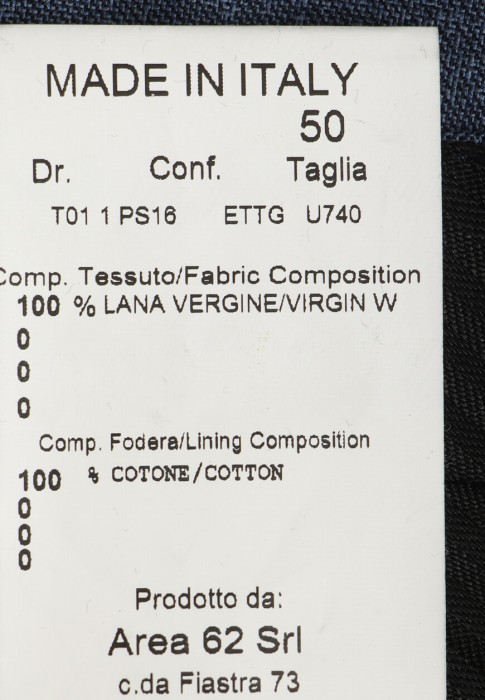 MADE IN ITALY
50
Dr. Conf. Taglia
T01 1 PS16 ETTG U740
Comp. Tessuto/Fabric Composition
100 % LANA VERGINE/VIRGIN W
0
0
0
Comp. Fodera/Lining Composition
100 % COTONE/COTTON
0
0
0
Prodotto da:
Area 62 Srl
c.da Fiastra 73